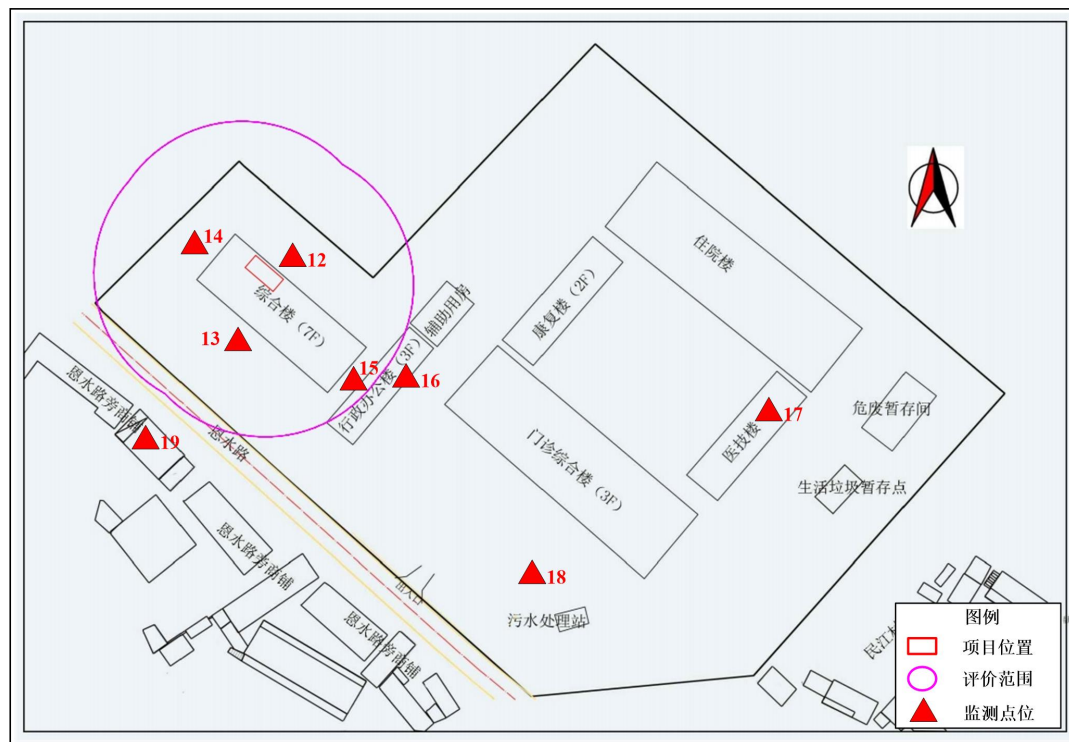 14
12
住院楼
综合楼（7F）
康复楼（2F）
辅助用房
13
15
16
行政办公楼（3F）
恩水路旁商铺
17
危废暂存间
医技楼
19
恩水路
门诊综合楼（3F）
生活垃圾暂存点
恩水路旁商铺
18
出入口
污水处理站
恩水路旁商铺
民江
图例
项目位置
评价范围
监测点位